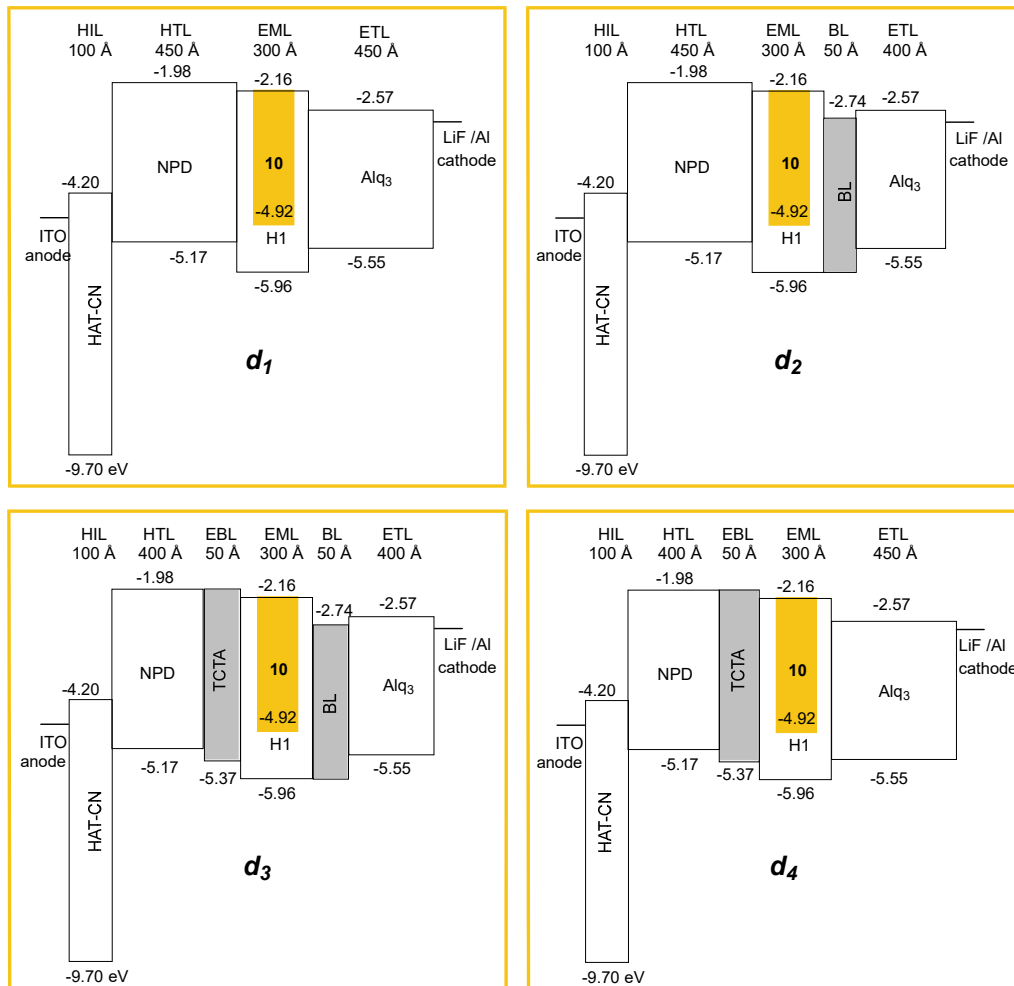 HIL HTL EML ETL
100 Å 450 Å 300 Å 450 Å
-1.98 -2.16
-2.57
LiF /Al
cathode
NPD 10
Alq3
-4.20
-4.92
ITO
anode
H1
-5.17 -5.55
-5.96
HAT-CN
d1
-9.70 eV
HIL HTL EML BL ETL
100 Å 450 Å 300 Å 50 Å 400 Å
-1.98 -2.16
-2.74 -2.57
LiF /Al
cathode
NPD 10
Alq3
-4.20 BL
-4.92
ITO
anode
H1
-5.17 -5.55
-5.96
HAT-CN
d2
-9.70 eV
HIL HTL EBL EML BL ETL
100 Å 400 Å 50 Å 300 Å 50 Å 400 Å
-1.98 -2.16
-2.74 -2.57
LiF /Al
cathode
NPD TCTA 10
Alq3
-4.20 BL
-4.92
ITO
anode
H1
-5.17 -5.37 -5.55
-5.96
HAT-CN
d3
-9.70 eV
HIL HTL EBL EML ETL
100 Å 400 Å 50 Å 300 Å 450 Å
-1.98 -2.16
-2.57
LiF /Al
cathode
NPD TCTA 10
Alq3
-4.20
-4.92
ITO
anode
H1
-5.17 -5.37 -5.55
-5.96
HAT-CN
d4
-9.70 eV